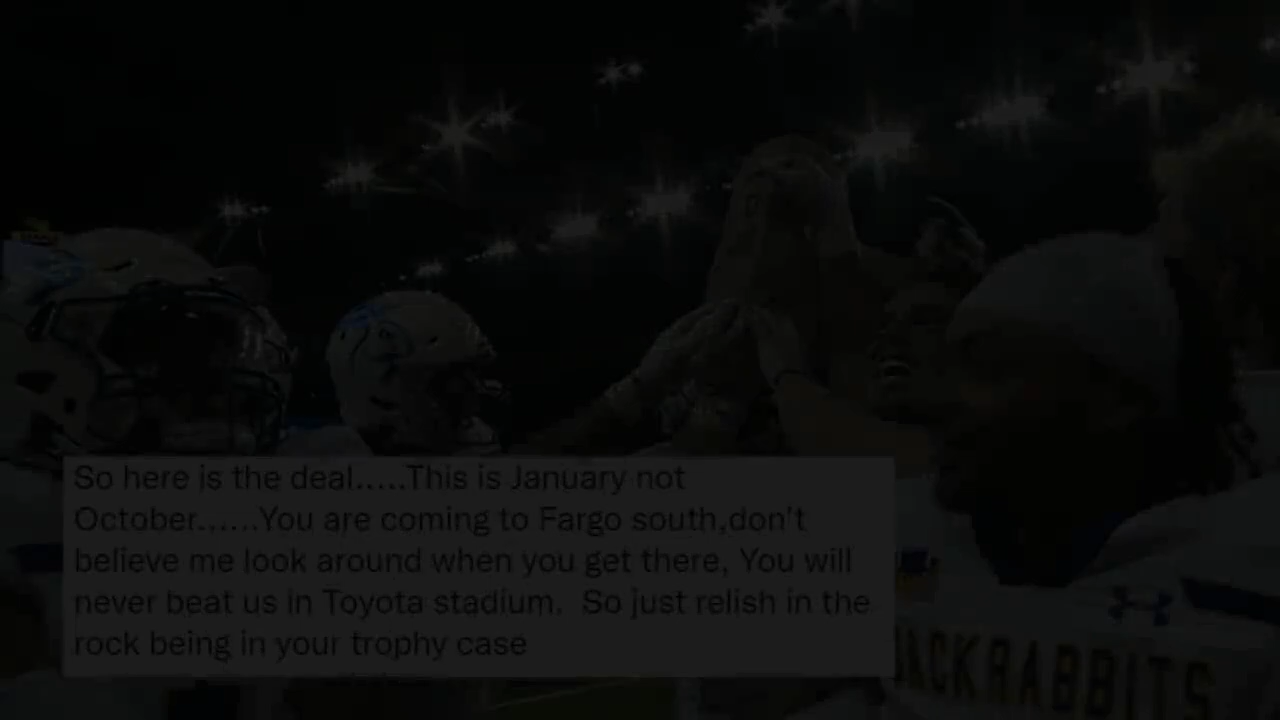 So here is the deal.....This is January not
October......You are coming to Fargo south,don't
believe me look around when you get there, You will
never beat us in Toyota stadium.  So just relish in the
rock being in your trophy case
JACKRABBITS